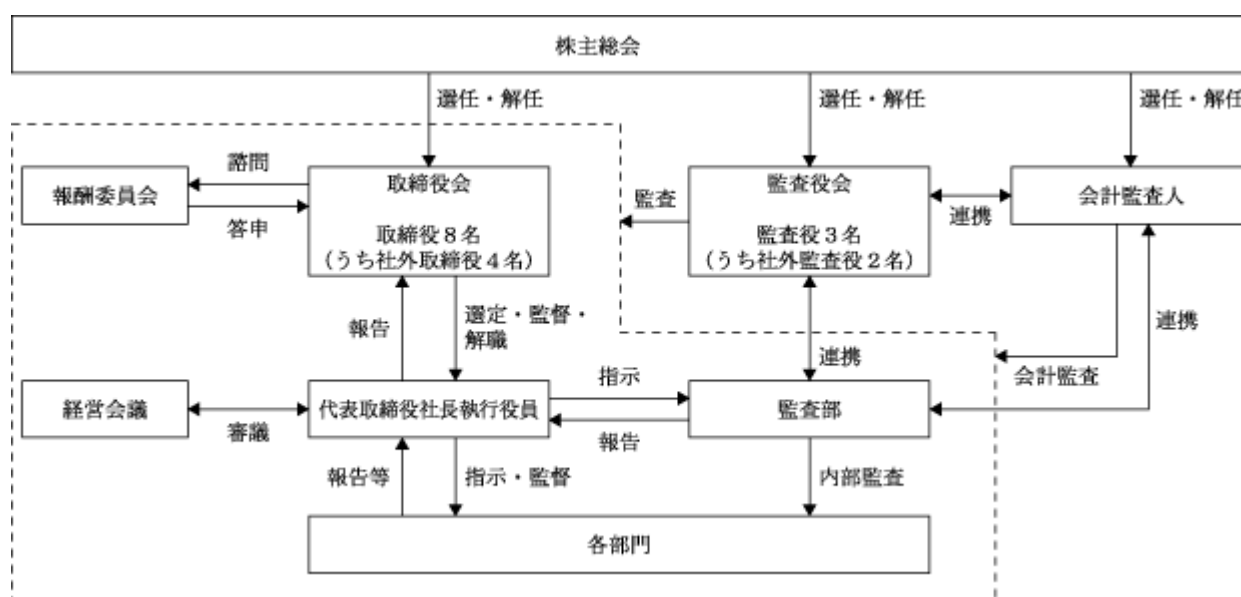 株主総会
選任・解任
選任・解任
選任・解任
諮問
報酬委員会
答申
取締役会
取締役8名
(うち社外取締役4名)
監査
監査役会
監査役3名
(うち社外監査役2名)
連携
会計監査人
報告
選定・監督・
解職
連携
会計監査
連携
経営会議
審議
代表取締役社長執行役員
指示
報告
監査部
報告等
指示・監督
内部監査
各部門